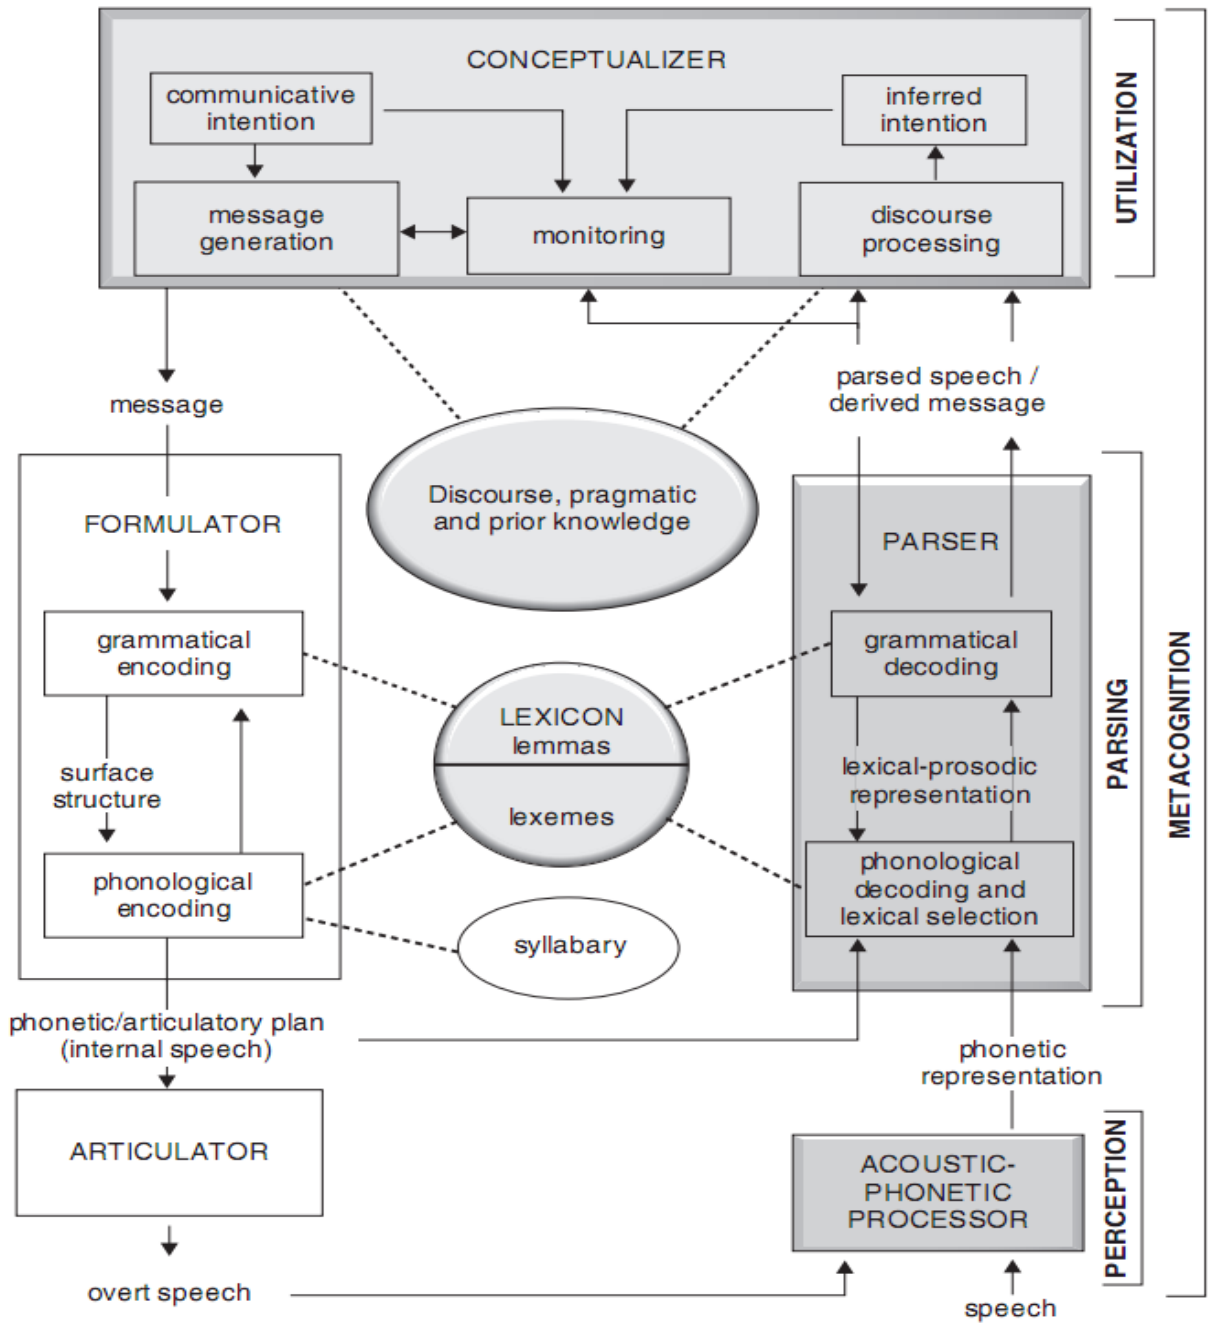 CONCEPTUALIZER
communicative
intention
inferred
intention
message
generation
monitoring
discourse
processing
UTILIZATION
message
parsed speech /
derived message
Discourse, pragmatic
and prior knowledge
FORMULATOR
PARSER
grammatical
encoding
grammatical
decoding
LEXICON
lemmas
lexemes
surface
structure
lexical-prosodic
representation
phonological
encoding
phonological
decoding and
lexical selection
syllabary
PARSING
METACOGNITION
phonetic/articulatory plan
(internal speech)
phonetic
representation
ARTICULATOR
ACOUSTIC-
PHONETIC
PROCESSOR
PERCEPTION
overt speech
speech